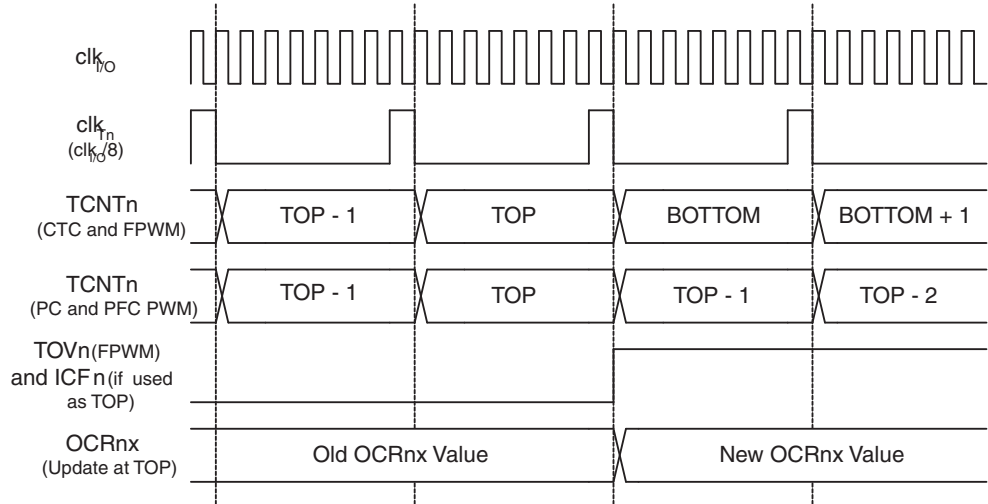 clkI/O
clkTn
(clkI/O/8)
TCNTn
(CTC and FPWM)
TOP - 1
TOP
BOTTOM
BOTTOM + 1
TCNTn
(PC and PFC PWM)
TOP - 1
TOP
TOP - 1
TOP - 2
TOVn (FPWM)
and ICFn (if used
as TOP)
OCRnx
(Update at TOP)
Old OCRnx Value
New OCRnx Value